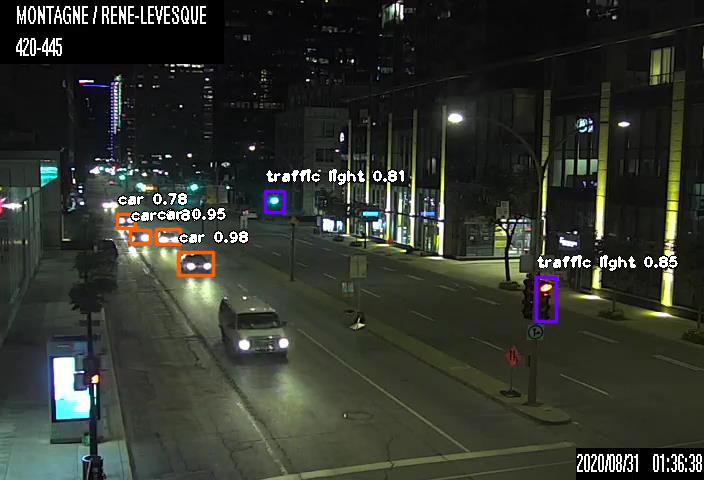 MONTAGNE / RENE-LEVESQUE
420-445
traffic light 0.81
car 0.78
car 0.95
car 0.98
traffic light 0.85
2020/08/31 01:36:38